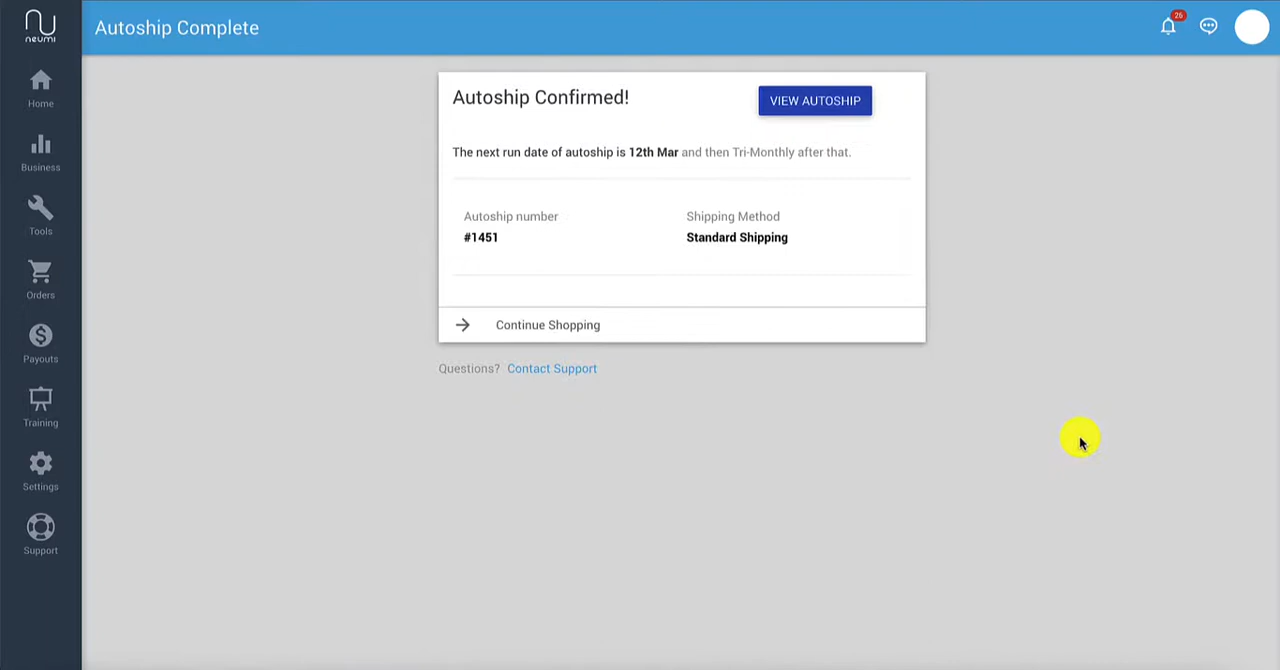 neumi
Autoship Complete
26
Home
Business
Tools
Orders
Payouts
Training
Settings
Support
Autoship Confirmed!
VIEW AUTOSHIP
The next run date of autoship is 12th Mar and then Tri-Monthly after that.
Autoship number
#1451
Shipping Method
Standard Shipping
Continue Shopping
Questions? Contact Support